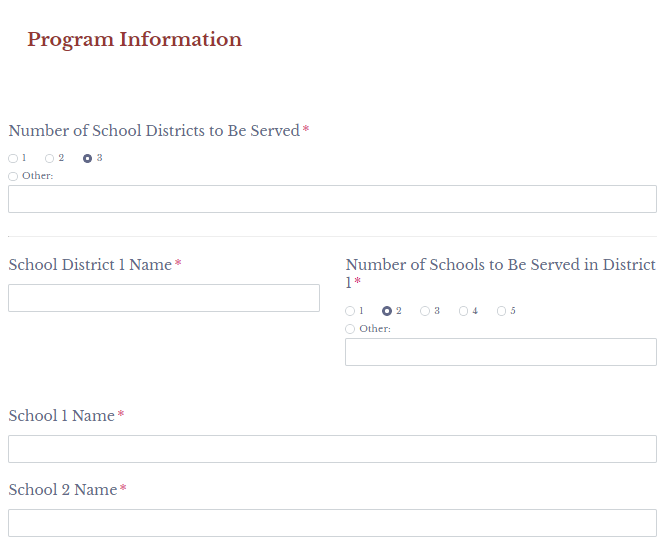 Program Information
Number of School Districts to Be Served *
1 2 3
Other:
School District 1 Name *
Number of Schools to Be Served in District
1 *
1 2 3 4 5
Other:
School 1 Name *
School 2 Name *